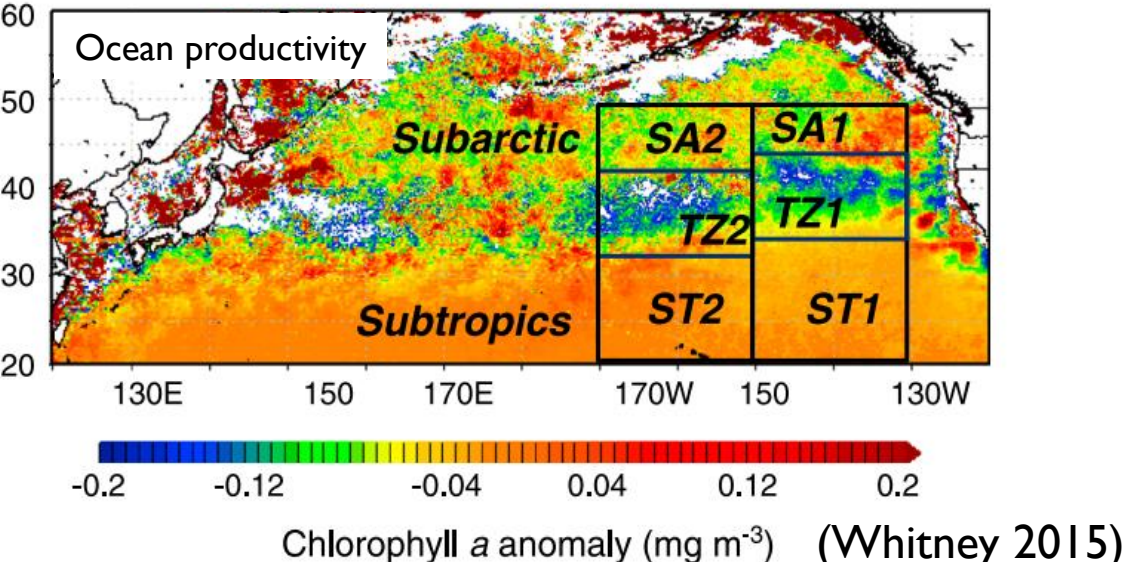 60
Ocean productivity
50
Subarctic SA2 SA1
40
TZ2 TZ1
30
Subtropics ST2 ST1
20
130E 150 170E 170W 150 130W
-0.2 -0.12 -0.04 0.04 0.12 0.2
Chlorophyll a anomaly (mg m⁻³) (Whitney 2015)